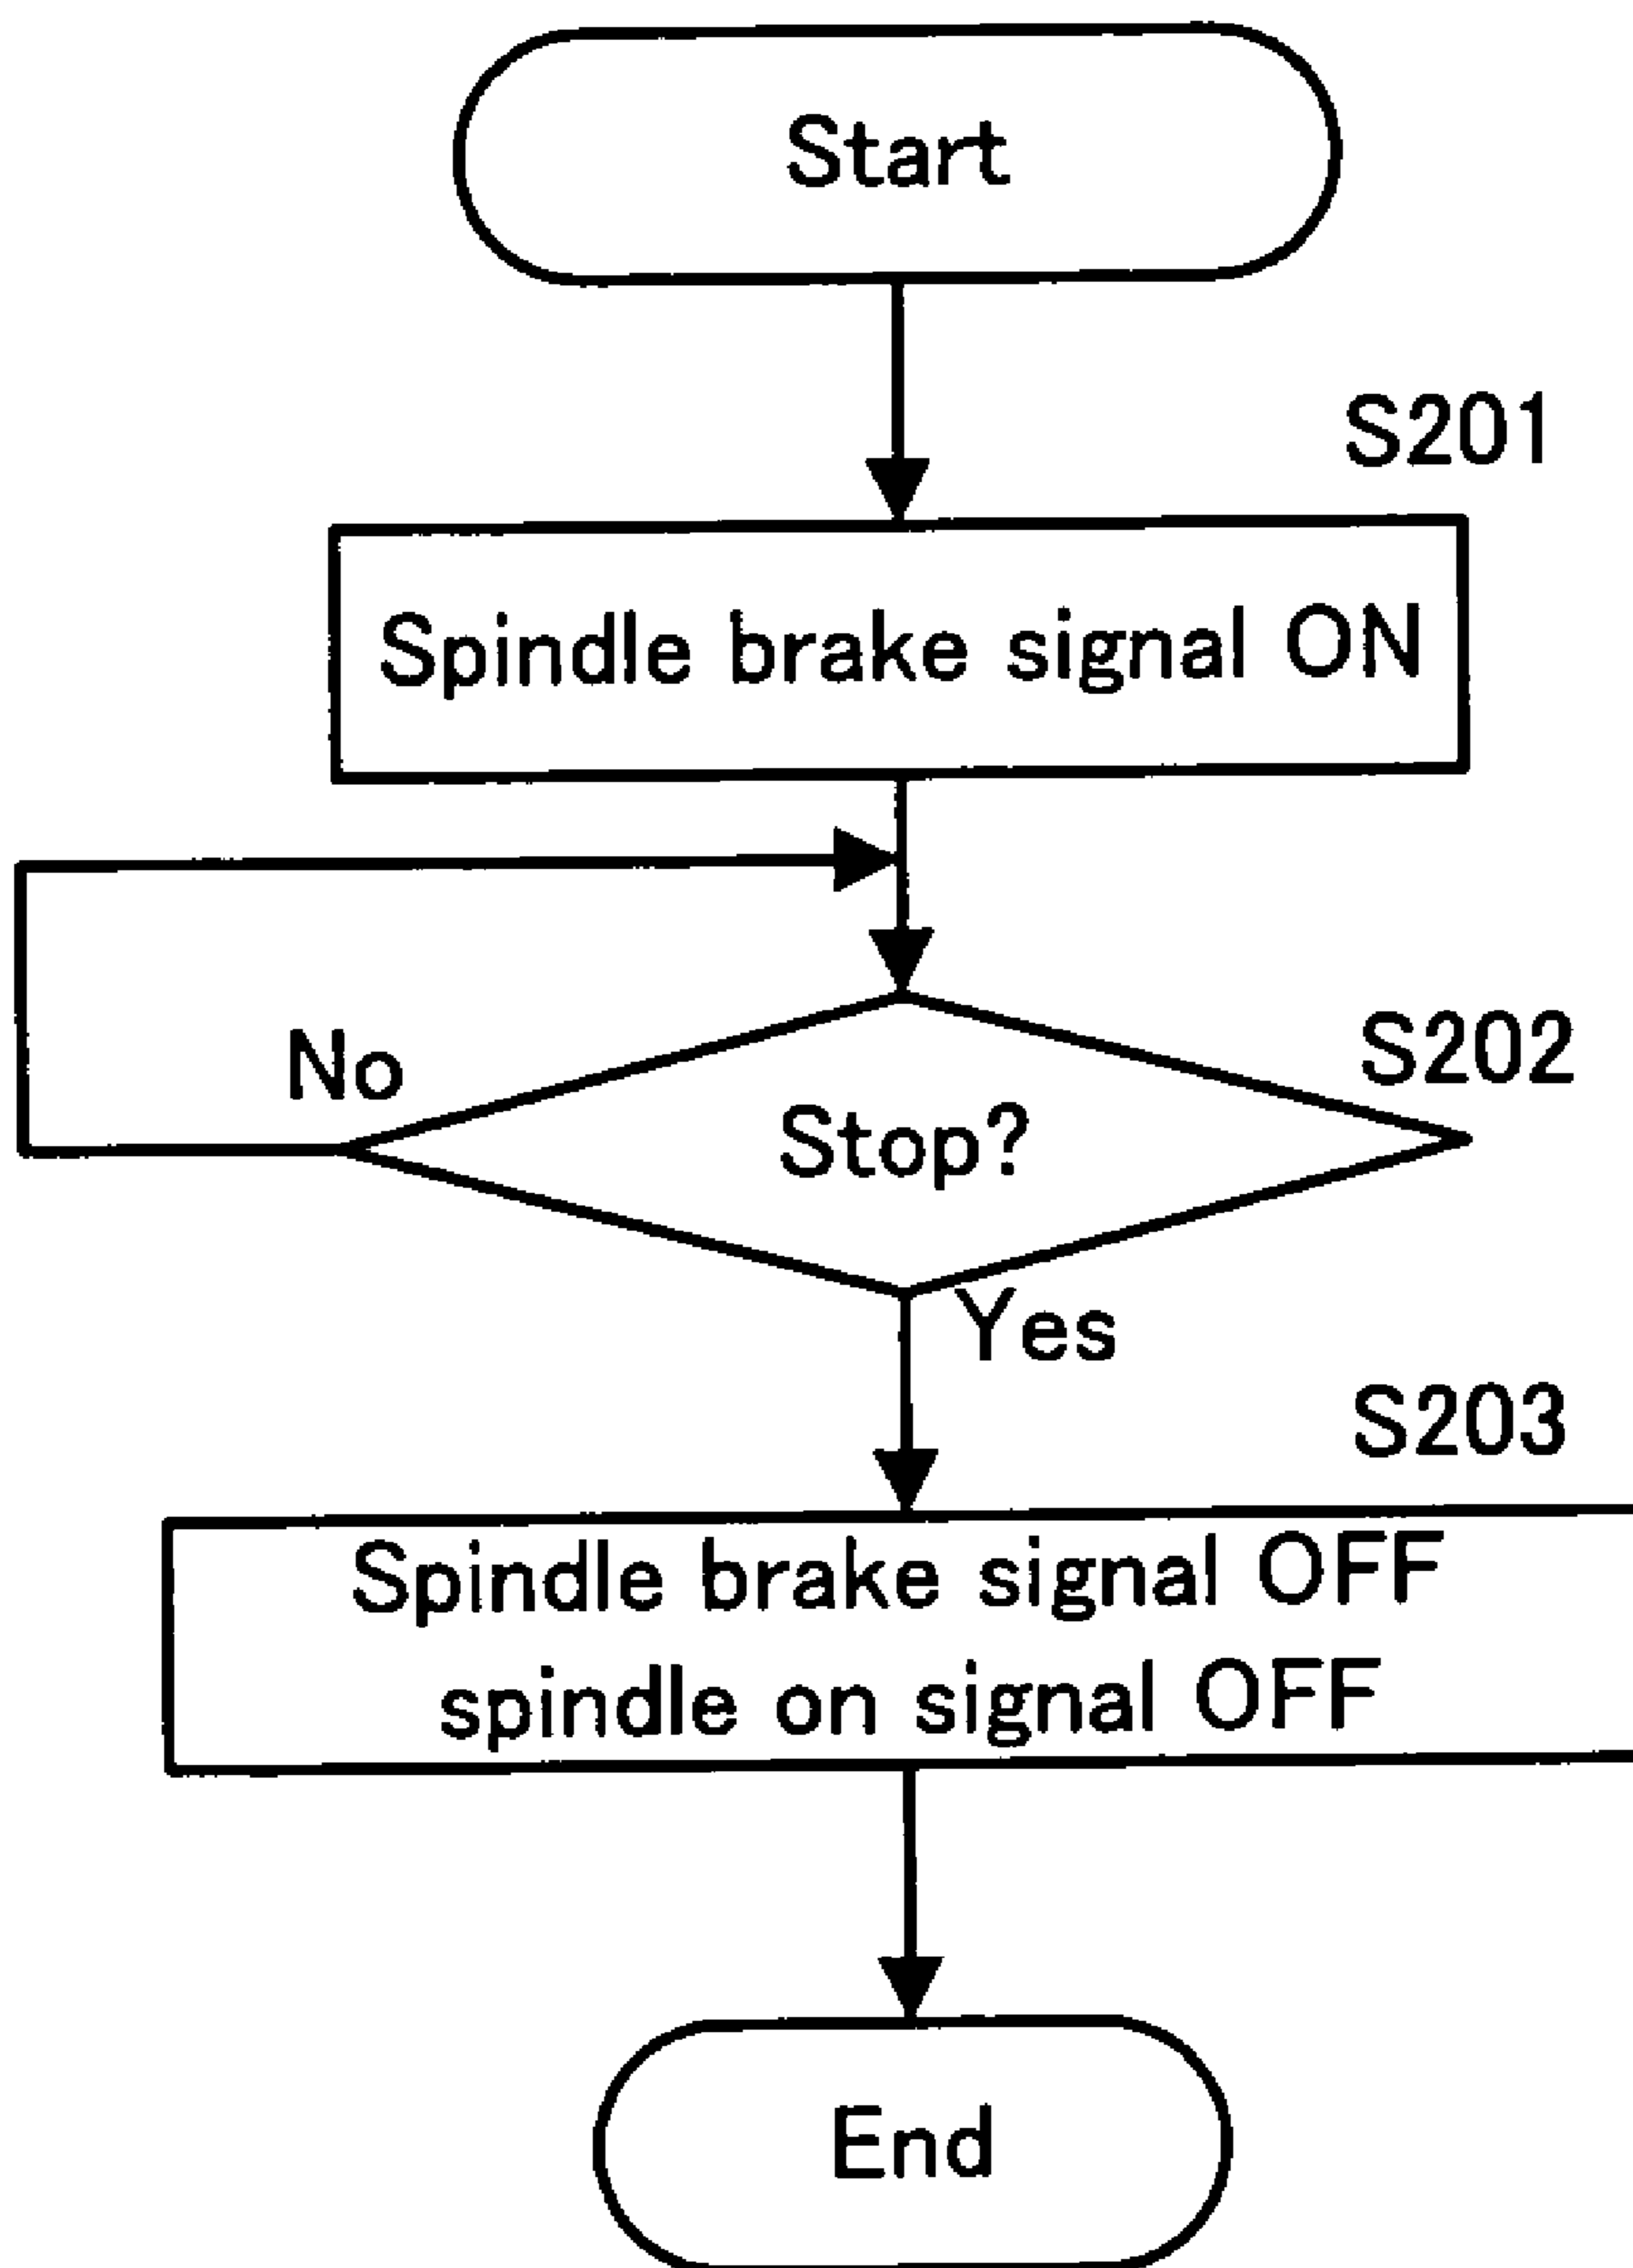 Start
S201
Spindle brake signal ON
No
S202
Stop?
Yes
S203
Spindle brake signal OFF
spindle on signal OFF
End